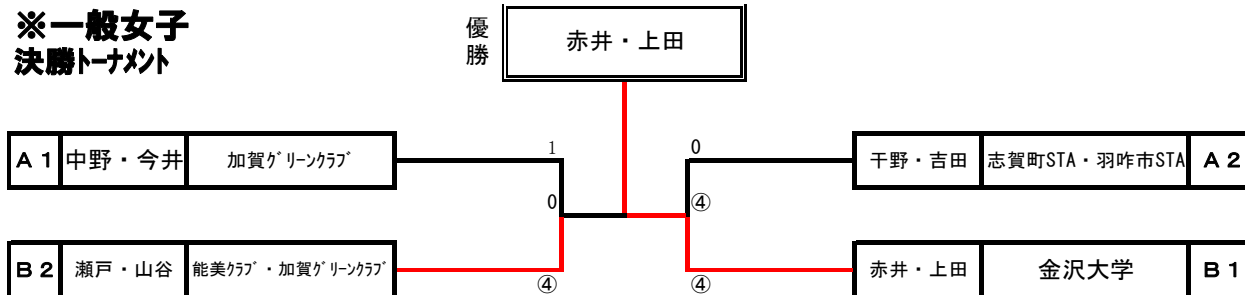 ※一般女子
決勝トーナメント
優勝
赤井・上田
A 1 中野・今井 加賀グリーンクラブ
1
0
干野・吉田 志賀町STA・羽咋市STA A 2
0
④
B 2 瀬戸・山谷 能美クラブ・加賀グリーンクラブ
④
④
赤井・上田 金沢大学 B 1